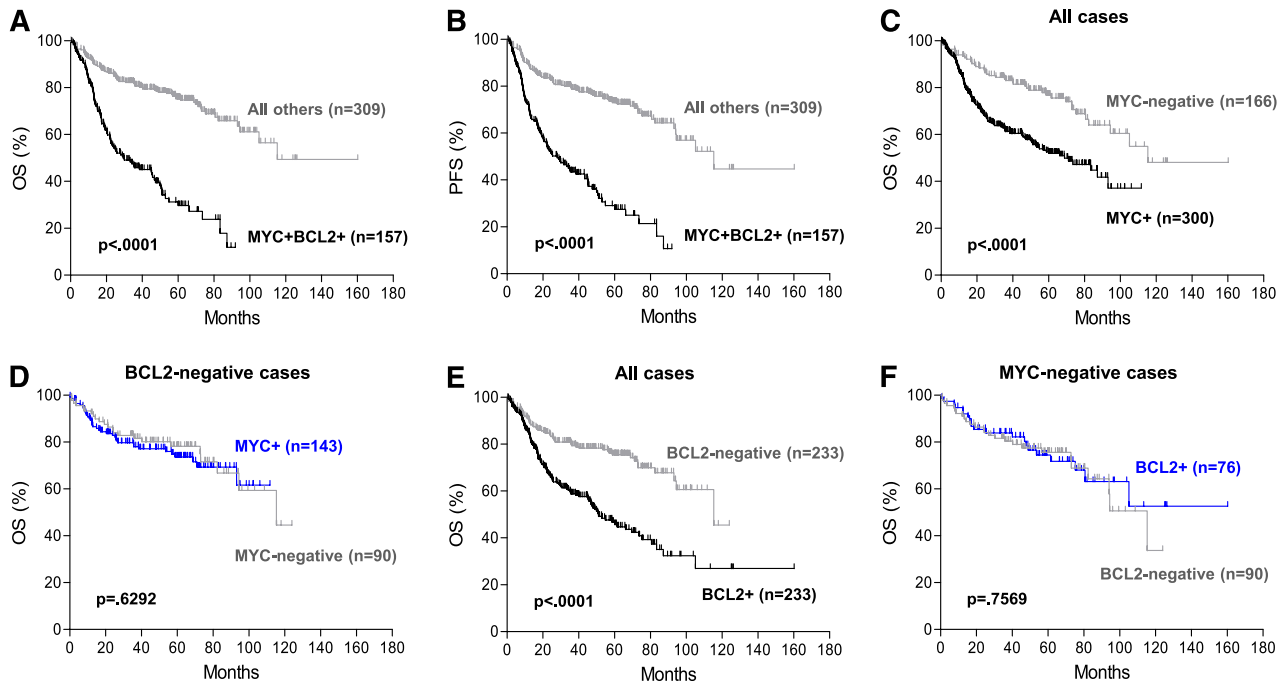 A
OS (%)
100
80
60
40
20
0
0 20 40 60 80 100 120 140 160 180
Months
All others (n=309)
MYC+BCL2+ (n=157)
p<.0001
B
PFS (%)
100
80
60
40
20
0
0 20 40 60 80 100 120 140 160 180
Months
All others (n=309)
MYC+BCL2+ (n=157)
p<.0001
C
All cases
OS (%)
100
80
60
40
20
0
0 20 40 60 80 100 120 140 160 180
Months
MYC-negative (n=166)
MYC+ (n=300)
p<.0001
D
BCL2-negative cases
OS (%)
100
80
60
40
20
0
0 20 40 60 80 100 120 140 160 180
Months
MYC+ (n=143)
MYC-negative (n=90)
p=.6292
E
All cases
OS (%)
100
80
60
40
20
0
0 20 40 60 80 100 120 140 160 180
Months
BCL2-negative (n=233)
BCL2+ (n=233)
p<.0001
F
MYC-negative cases
OS (%)
100
80
60
40
20
0
0 20 40 60 80 100 120 140 160 180
Months
BCL2+ (n=76)
BCL2-negative (n=90)
p=.7569